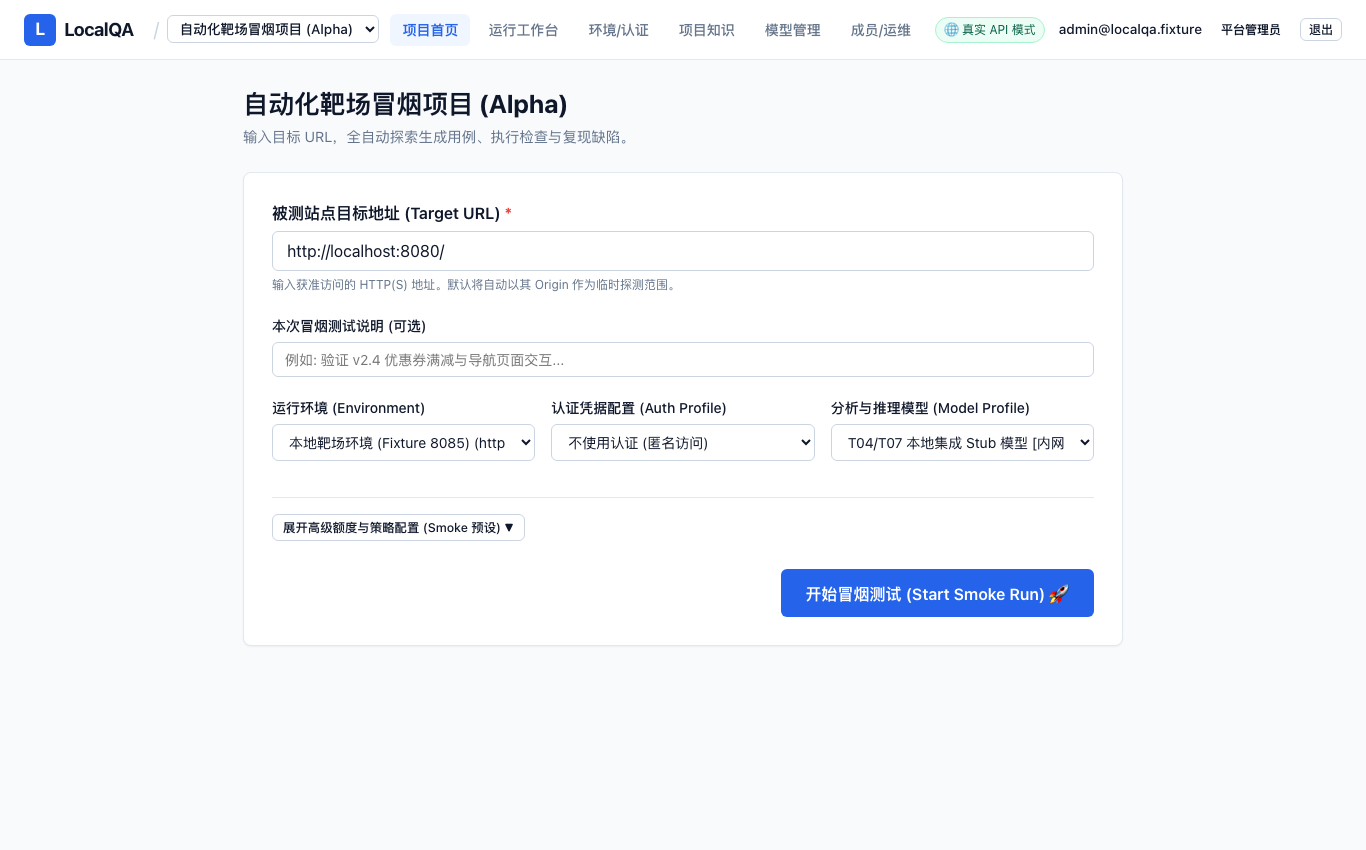 L LocalQA / 自动化靶场冒烟项目 (Alpha) 项目首页 运行工作台 环境/认证 项目知识 模型管理 成员/运维 🌐 真实 API 模式 admin@localqa.fixture 平台管理员 退出
自动化靶场冒烟项目 (Alpha)
输入目标 URL，全自动探索生成用例、执行检查与复现缺陷。
被测站点目标地址 (Target URL) *
http://localhost:8080/
输入获准访问的 HTTP(S) 地址。默认将自动以其 Origin 作为临时探测范围。
本次冒烟测试说明 (可选)
例如: 验证 v2.4 优惠券满减与导航页面交互...
运行环境 (Environment) 认证凭据配置 (Auth Profile) 分析与推理模型 (Model Profile)
本地靶场环境 (Fixture 8085) (http 不使用认证 (匿名访问) T04/T07 本地集成 Stub 模型 [内网
展开高级额度与策略配置 (Smoke 预设) ▼
开始冒烟测试 (Start Smoke Run) 🚀